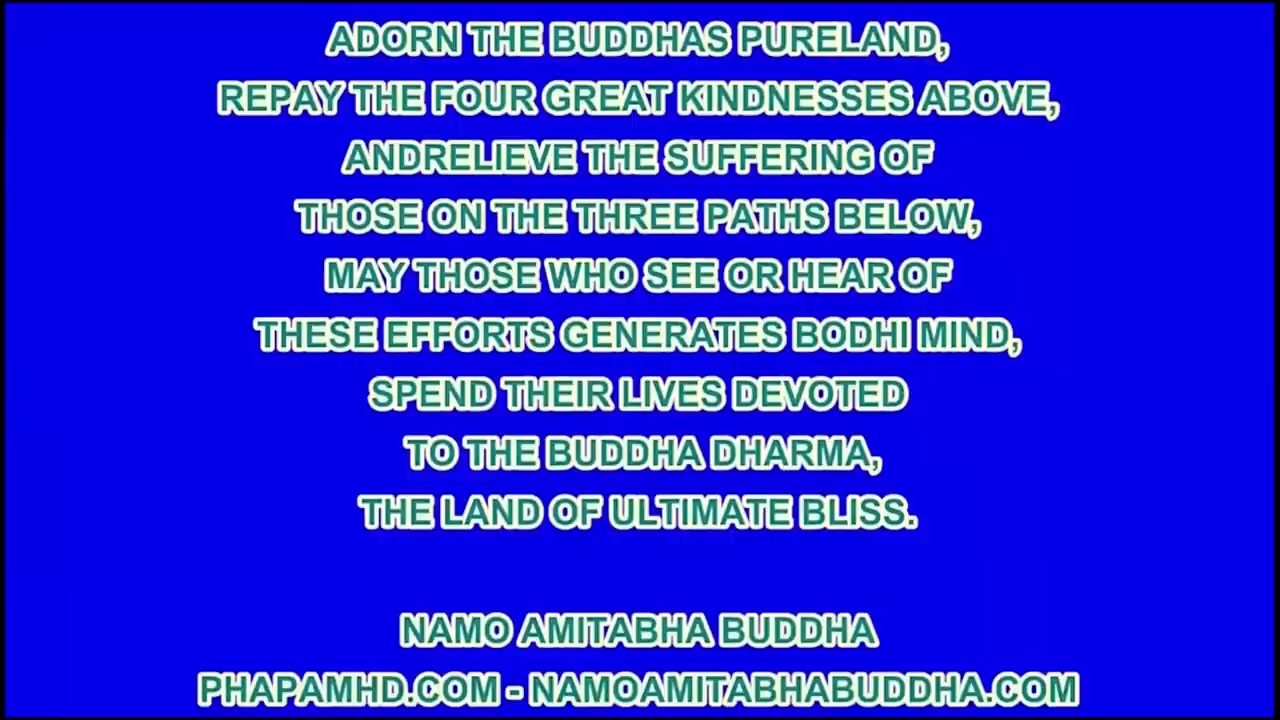 ADORN THE BUDDHAS PURELAND,
REPAY THE FOUR GREAT KINDNESSES ABOVE,
ANDRELIEVE THE SUFFERING OF
THOSE ON THE THREE PATHS BELOW,
MAY THOSE WHO SEE OR HEAR OF
THESE EFFORTS GENERATES BODHI MIND,
SPEND THEIR LIVES DEVOTED
TO THE BUDDHA DHARMA,
THE LAND OF ULTIMATE BLISS.
NAMO AMITABHA BUDDHA
PHAPAMHD.COM - NAMOAMITABHABUDDHA.COM